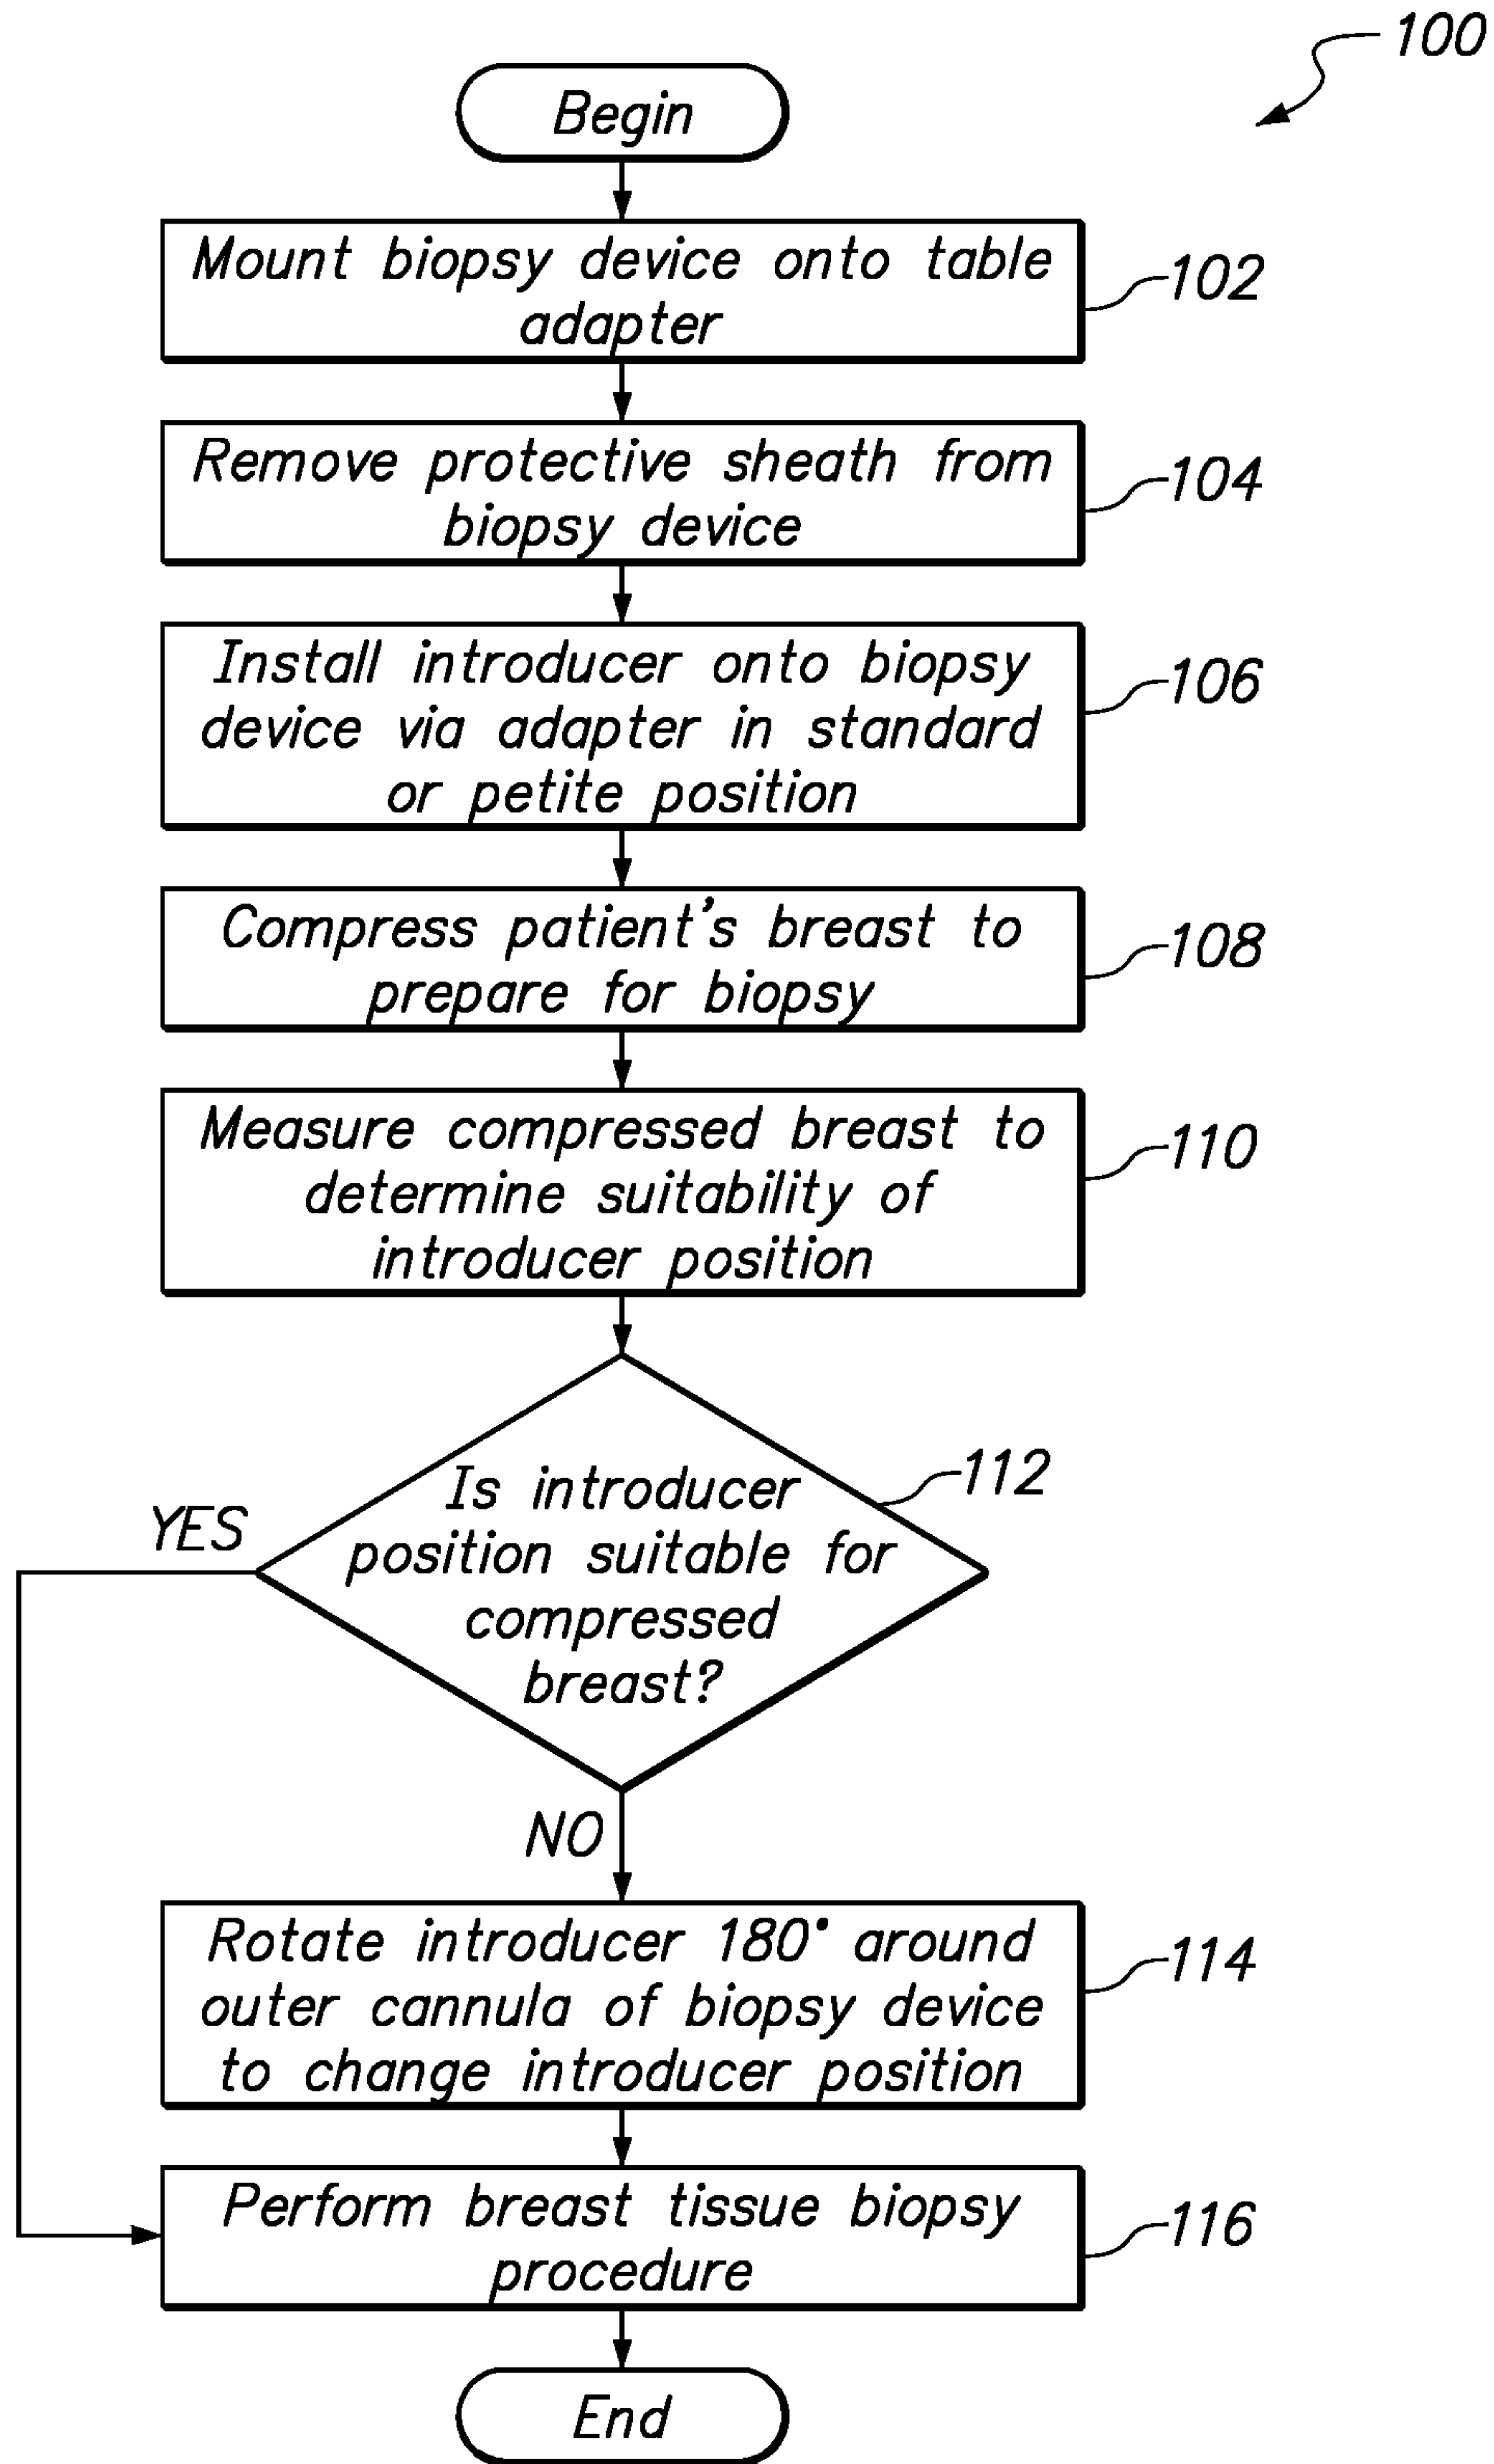 100
Begin
Mount biopsy device onto table
adapter
102
Remove protective sheath from
biopsy device
104
Install introducer onto biopsy
device via adapter in standard
or petite position
106
Compress patient's breast to
prepare for biopsy
108
Measure compressed breast to
determine suitability of
introducer position
110
Is introducer
position suitable for
compressed
breast?
112
YES
NO
Rotate introducer 180° around
outer cannula of biopsy device
to change introducer position
114
Perform breast tissue biopsy
procedure
116
End